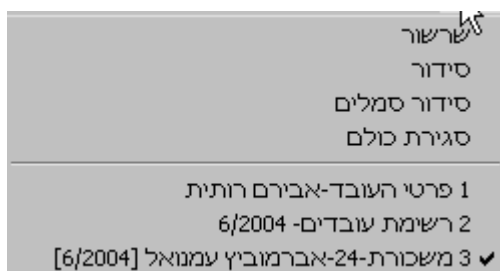 שרשור
סידור
סידור סמלים
סגירת כולם
1 פרטי העובד-אבירם רותית
2 רשימת עובדים- 6/2004
3 משכורת-24-אברמוביץ עמנואל [6/2004]